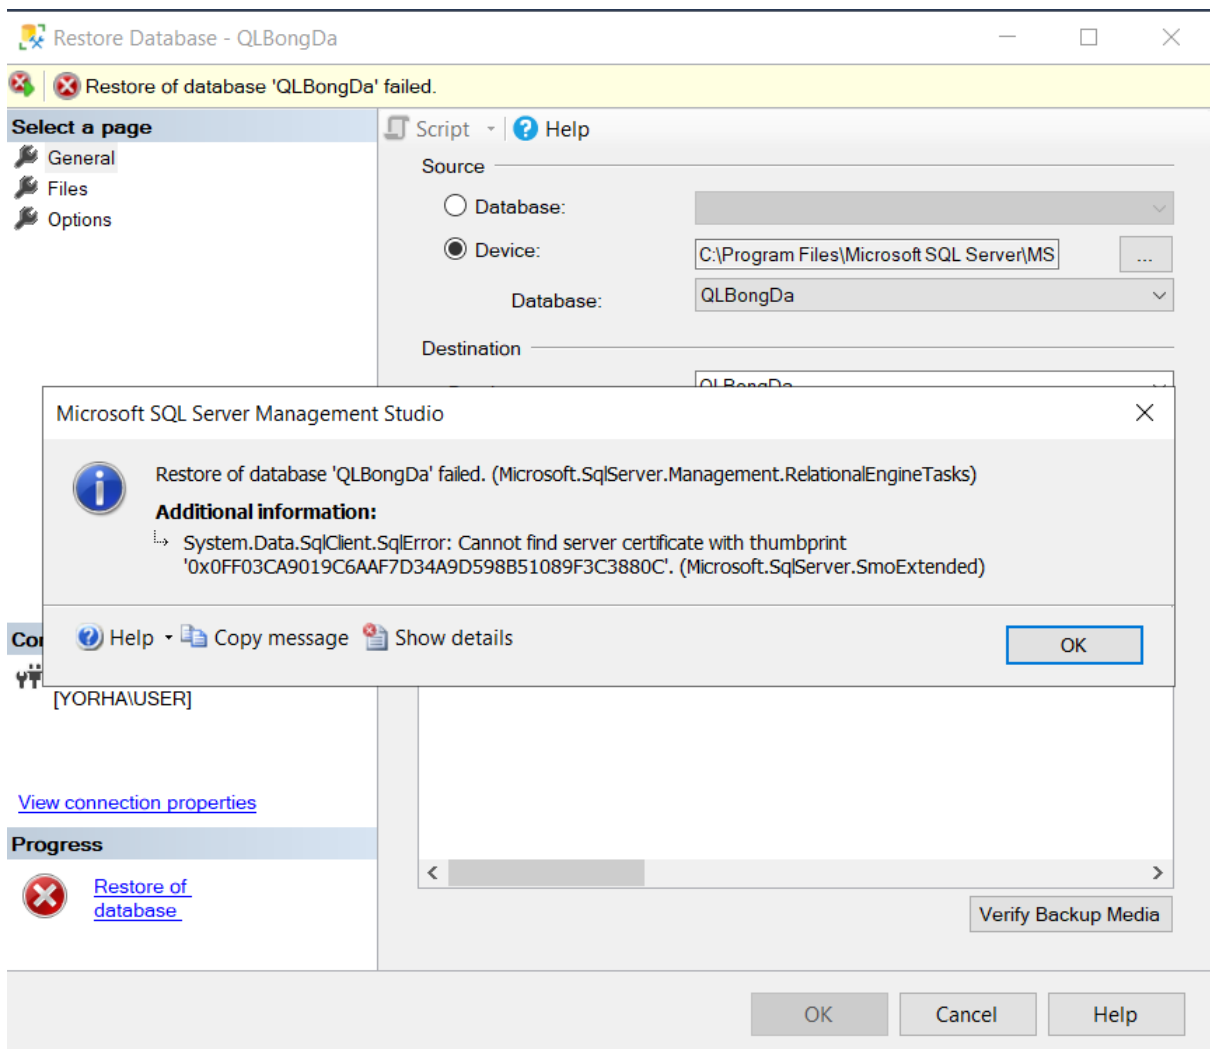 Restore Database - QLBongDa
Restore of database 'QLBongDa' failed.
Select a page
General
Files
Options
Script
Help
Source
Database:
Device:
C:\Program Files\Microsoft SQL Server\MS
...
Database:
QLBongDa
Destination
QLBongDa
Microsoft SQL Server Management Studio
Restore of database 'QLBongDa' failed. (Microsoft.SqlServer.Management.RelationalEngineTasks)
Additional information:
System.Data.SqlClient.SqlError: Cannot find server certificate with thumbprint
'0x0FF03CA9019C6AAF7D34A9D598B51089F3C3880C'. (Microsoft.SqlServer.SmoExtended)
Help
Copy message
Show details
OK
[YORHA\USER]
View connection properties
Progress
Restore of
database
Verify Backup Media
OK
Cancel
Help